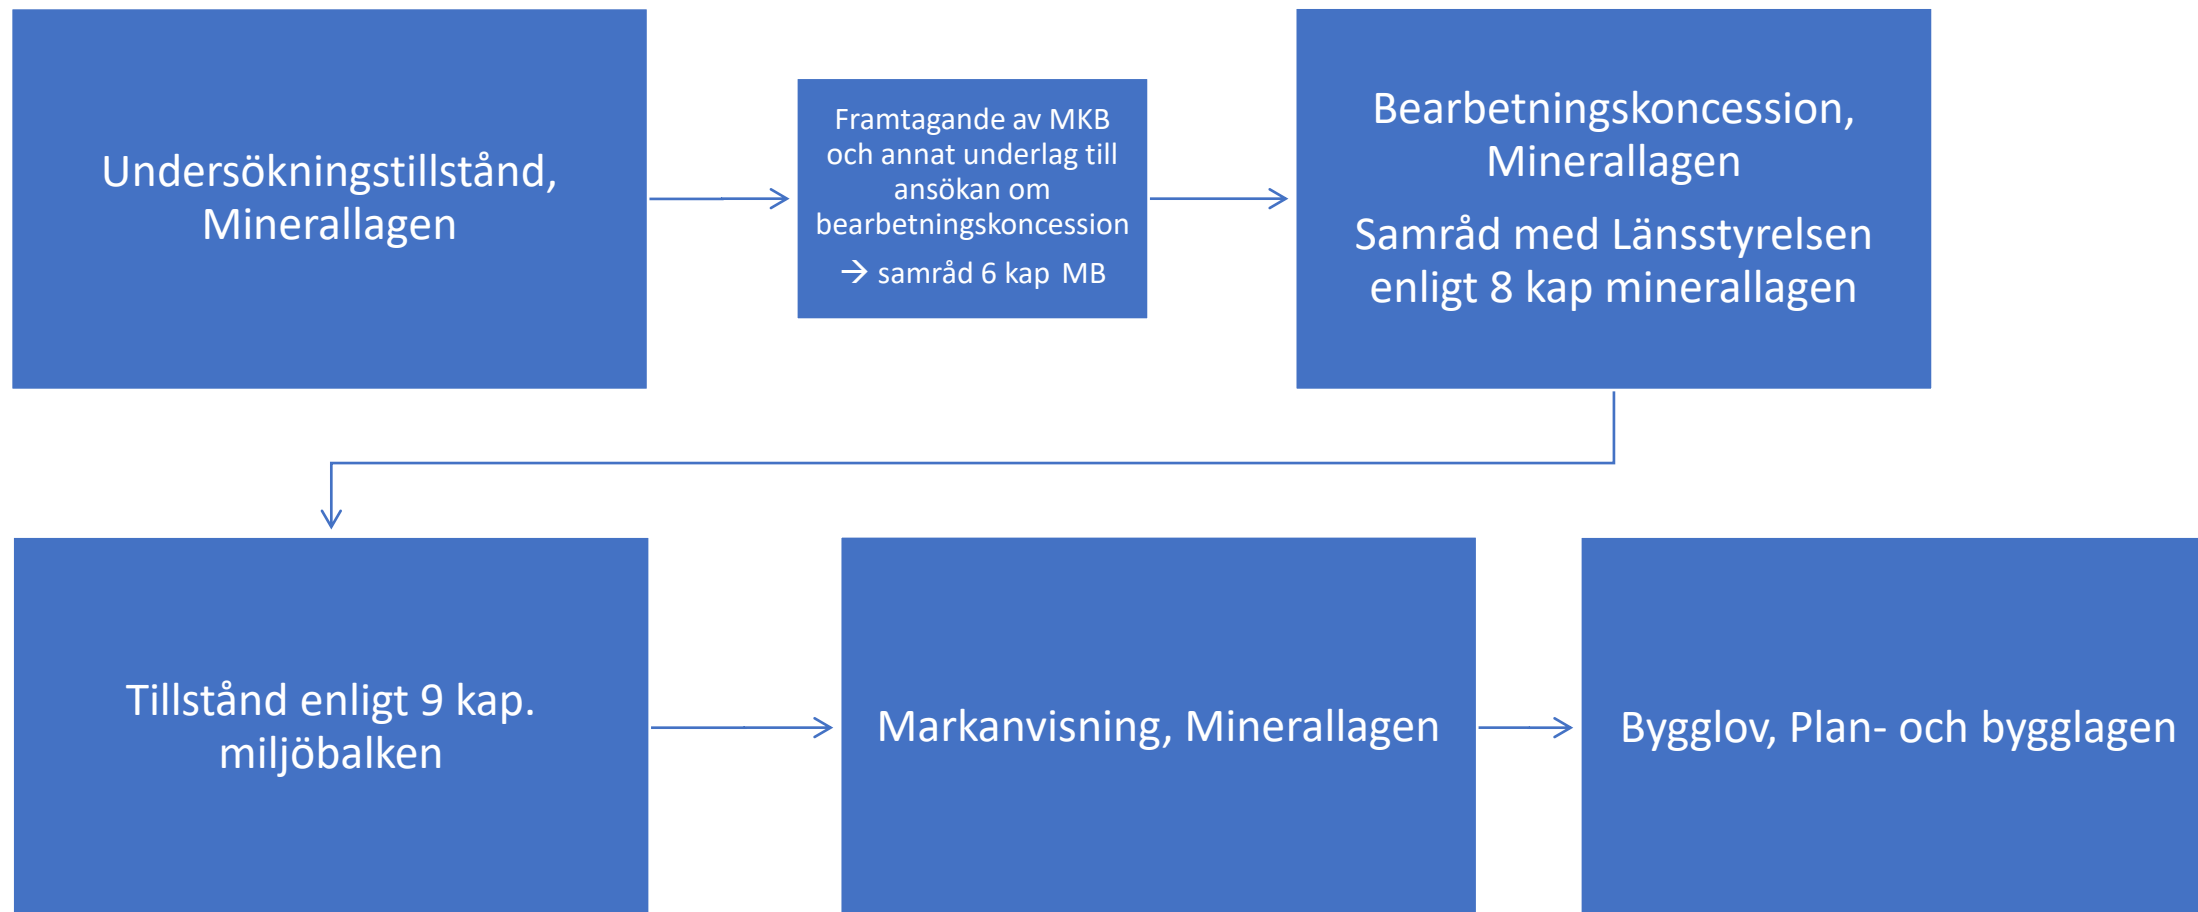 Undersökningstillstånd,
Minerallagen
Framtagande av MKB
och annat underlag till
ansökan om
bearbetningskoncession
→ samråd 6 kap MB
Bearbetningskoncession,
Minerallagen
Samråd med Länsstyrelsen
enligt 8 kap minerallagen
Tillstånd enligt 9 kap.
miljöbalken
Markanvisning, Minerallagen
Bygglov, Plan- och bygglagen